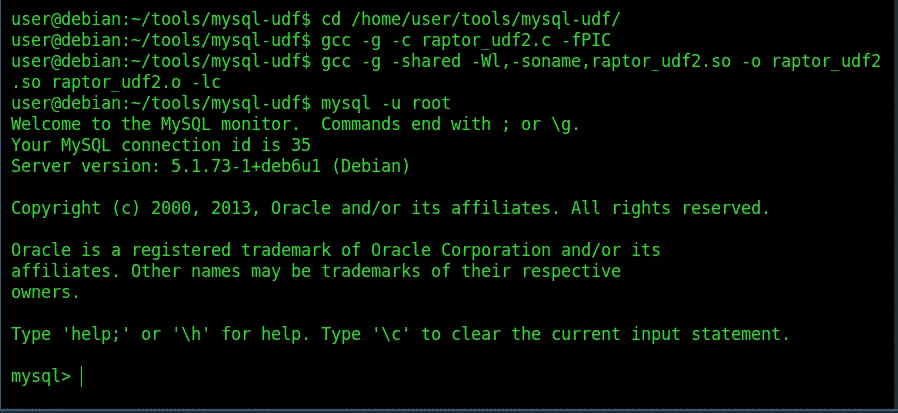 user@debian:~/tools/mysql-udf$ cd /home/user/tools/mysql-udf/
user@debian:~/tools/mysql-udf$ gcc -g -c raptor_udf2.c -fPIC
user@debian:~/tools/mysql-udf$ gcc -g -shared -Wl,-soname,raptor_udf2.so -o raptor_udf2
.so raptor_udf2.o -lc
user@debian:~/tools/mysql-udf$ mysql -u root
Welcome to the MySQL monitor.  Commands end with ; or \g.
Your MySQL connection id is 35
Server version: 5.1.73-1+deb6u1 (Debian)

Copyright (c) 2000, 2013, Oracle and/or its affiliates. All rights reserved.

Oracle is a registered trademark of Oracle Corporation and/or its
affiliates. Other names may be trademarks of their respective
owners.

Type 'help;' or '\h' for help. Type '\c' to clear the current input statement.

mysql>